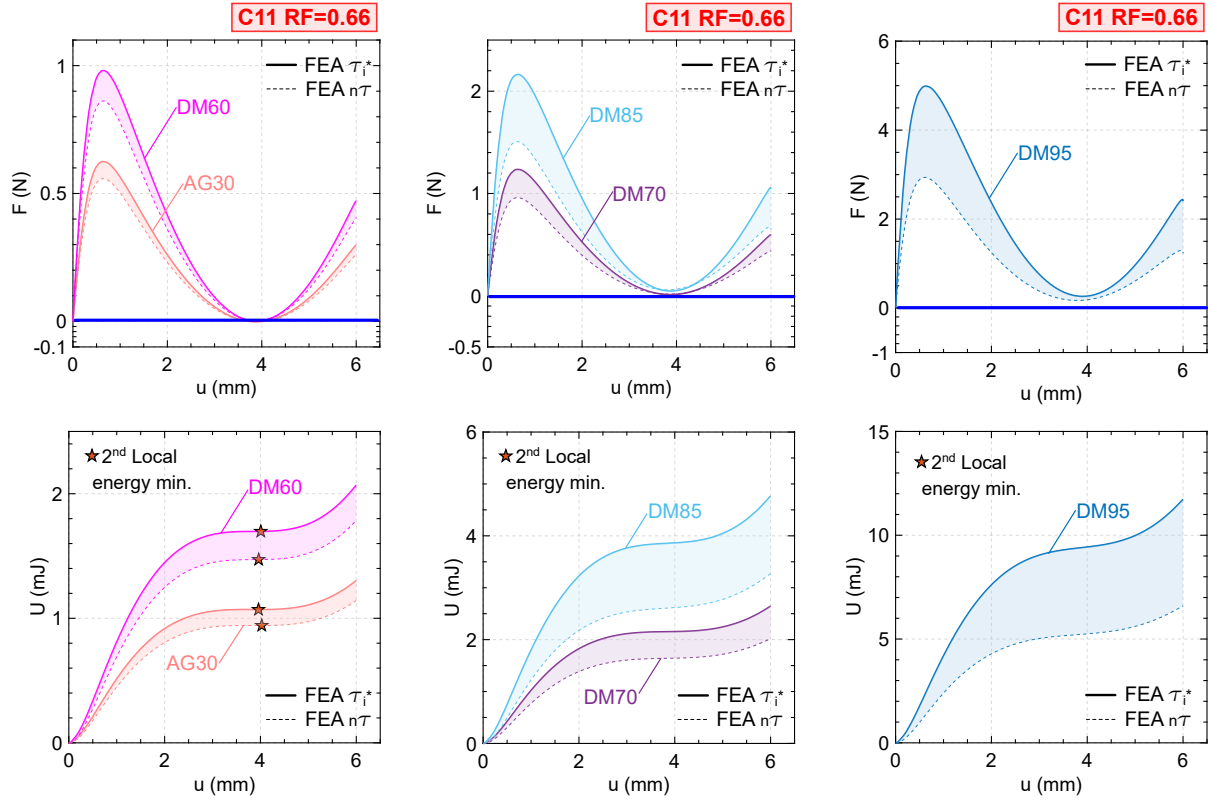 C11 RF=0.66
FEA τi*
FEA nτ
DM60
AG30
F (N)
1
0.5
0
-0.1
0 2 4 6
u (mm)
C11 RF=0.66
FEA τi*
FEA nτ
DM85
DM70
F (N)
2
1
0
-0.5
0 2 4 6
u (mm)
C11 RF=0.66
FEA τi*
FEA nτ
DM95
F (N)
6
4
2
0
-1
0 2 4 6
u (mm)
2nd Local
energy min.
DM60
AG30
FEA τi*
FEA nτ
U (mJ)
2
1
0
0 2 4 6
u (mm)
2nd Local
energy min.
DM85
DM70
FEA τi*
FEA nτ
U (mJ)
6
4
2
0
0 2 4 6
u (mm)
2nd Local
energy min.
DM95
FEA τi*
FEA nτ
U (mJ)
15
10
5
0
0 2 4 6
u (mm)